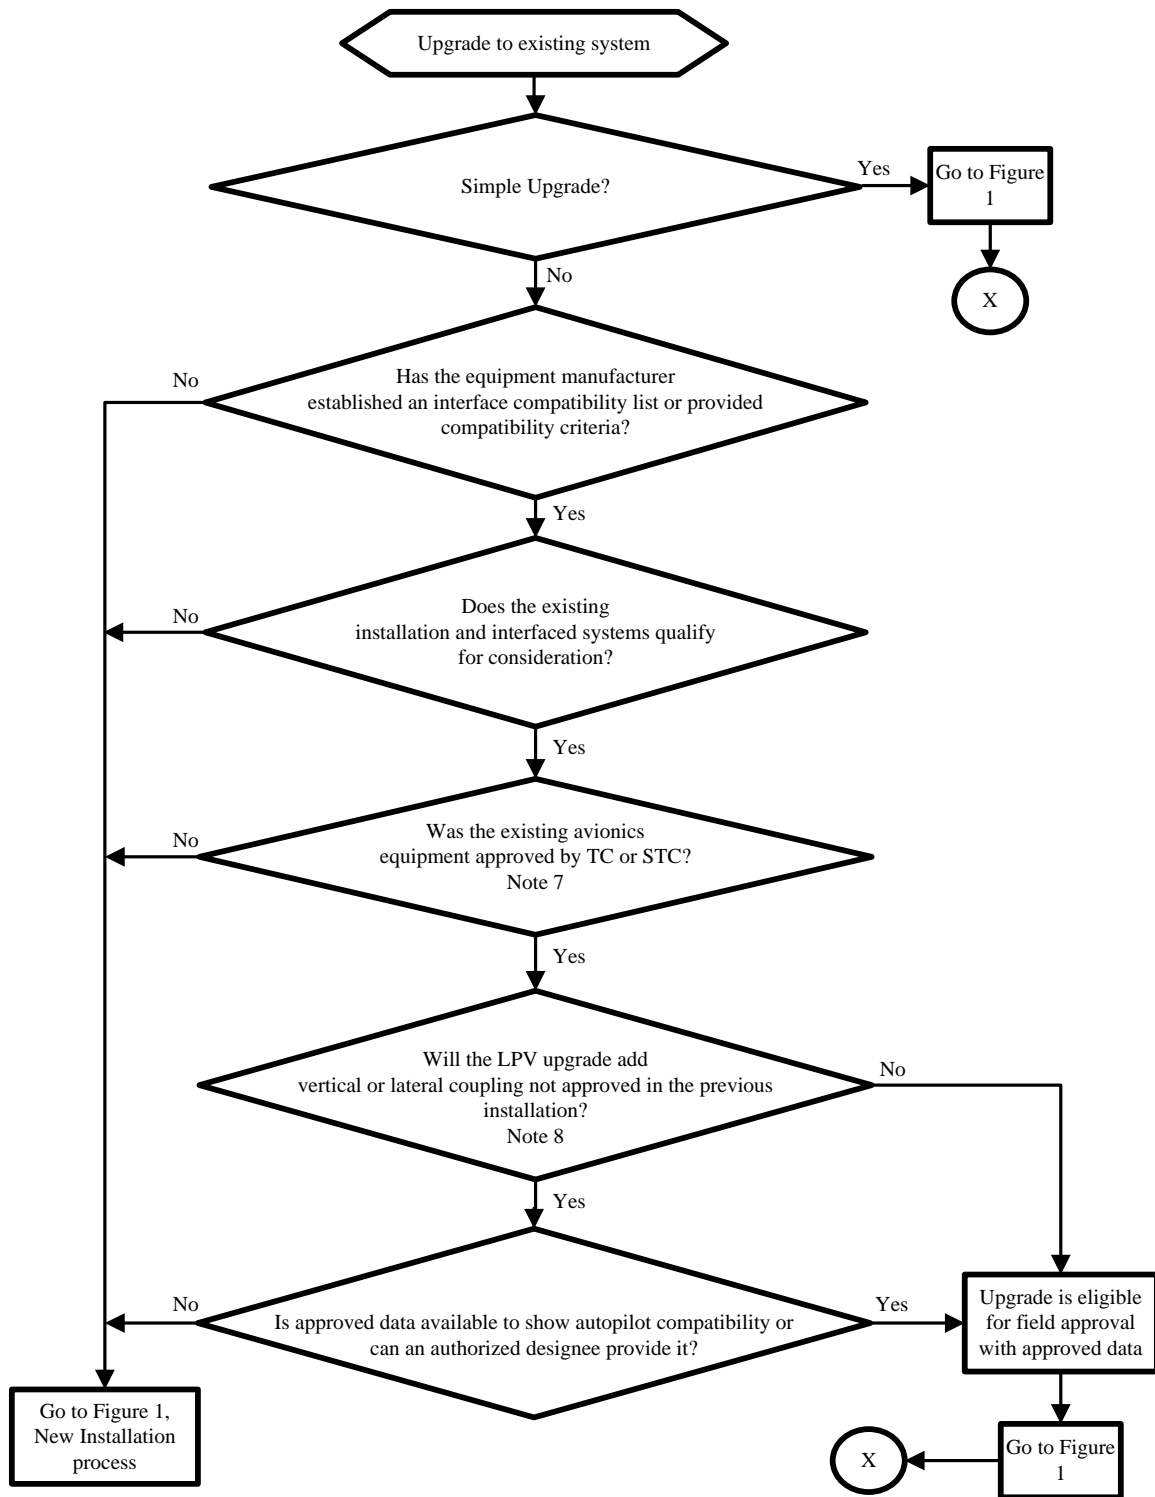 Upgrade to existing system
Simple Upgrade?
Yes
Go to Figure
1
X
No
Has the equipment manufacturer
established an interface compatibility list or provided
compatibility criteria?
No
Yes
Does the existing
installation and interfaced systems qualify
for consideration?
No
Yes
Was the existing avionics
equipment approved by TC or STC?
Note 7
No
Yes
Will the LPV upgrade add
vertical or lateral coupling not approved in the previous
installation?
Note 8
No
Yes
Is approved data available to show autopilot compatibility or
can an authorized designee provide it?
No
Yes
Upgrade is eligible
for field approval
with approved data
Go to Figure 1,
New Installation
process
Go to Figure
1
X